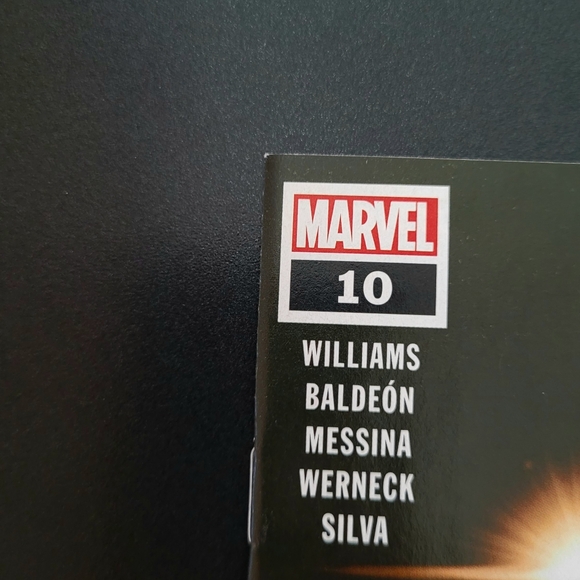 MARVEL
10
WILLIAMS
BALDEÓN
MESSINA
WERNECK
SILVA